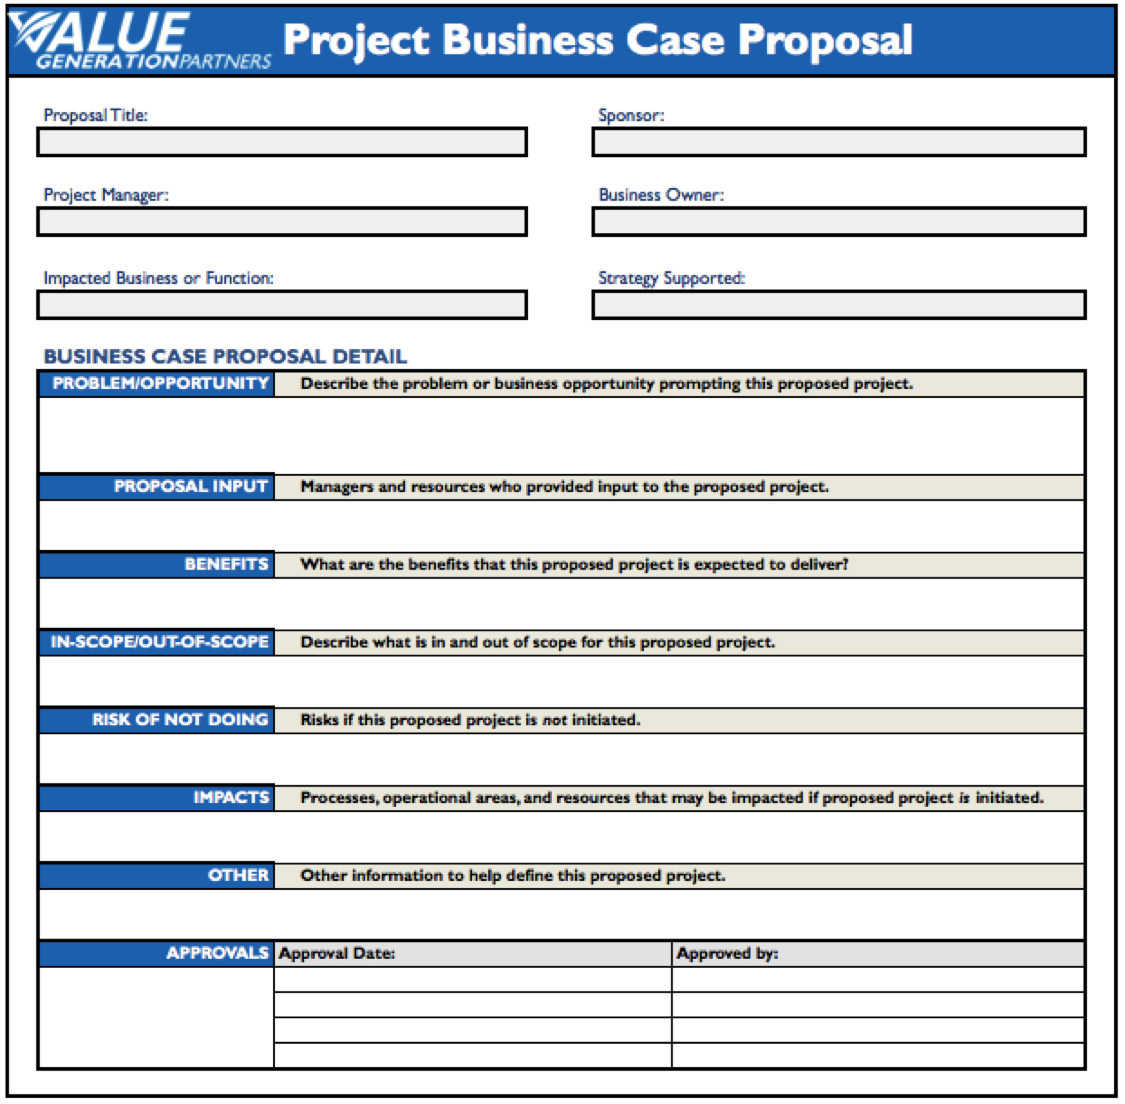 VALUE
GENERATIONPARTNERS
Project Business Case Proposal
Proposal Title:
Sponsor:
Project Manager:
Business Owner:
Impacted Business or Function:
Strategy Supported:
BUSINESS CASE PROPOSAL DETAIL
PROBLEM/OPPORTUNITY Describe the problem or business opportunity prompting this proposed project.
PROPOSAL INPUT Managers and resources who provided input to the proposed project.
BENEFITS What are the benefits that this proposed project is expected to deliver?
IN-SCOPE/OUT-OF-SCOPE Describe what is in and out of scope for this proposed project.
RISK OF NOT DOING Risks if this proposed project is not initiated.
IMPACTS Processes, operational areas, and resources that may be impacted if proposed project is initiated.
OTHER Other information to help define this proposed project.
APPROVALS Approval Date: Approved by: